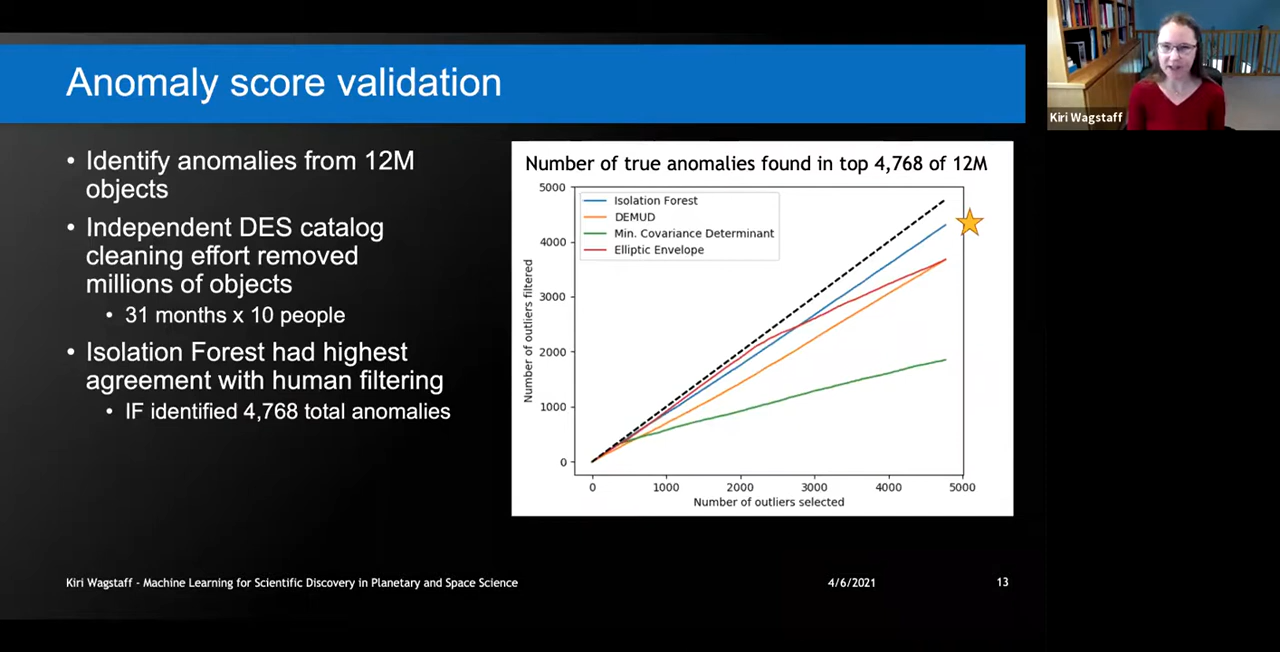 Anomaly score validation
Kiri Wagstaff
• Identify anomalies from 12M
objects
• Independent DES catalog
cleaning effort removed
millions of objects
• 31 months x 10 people
• Isolation Forest had highest
agreement with human filtering
• IF identified 4,768 total anomalies
Number of true anomalies found in top 4,768 of 12M
Isolation Forest
DEMUD
Min. Covariance Determinant
Elliptic Envelope
Number of outliers filtered
5000
4000
3000
2000
1000
0
0 1000 2000 3000 4000 5000
Number of outliers selected
Kiri Wagstaff - Machine Learning for Scientific Discovery in Planetary and Space Science
4/6/2021
13